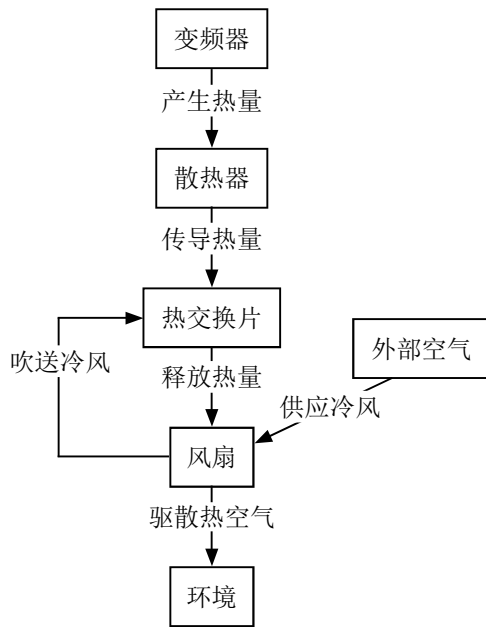 变频器
产生热量
散热器
传导热量
热交换片
外部空气
吹送冷风
释放热量
供应冷风
风扇
驱散热空气
环境